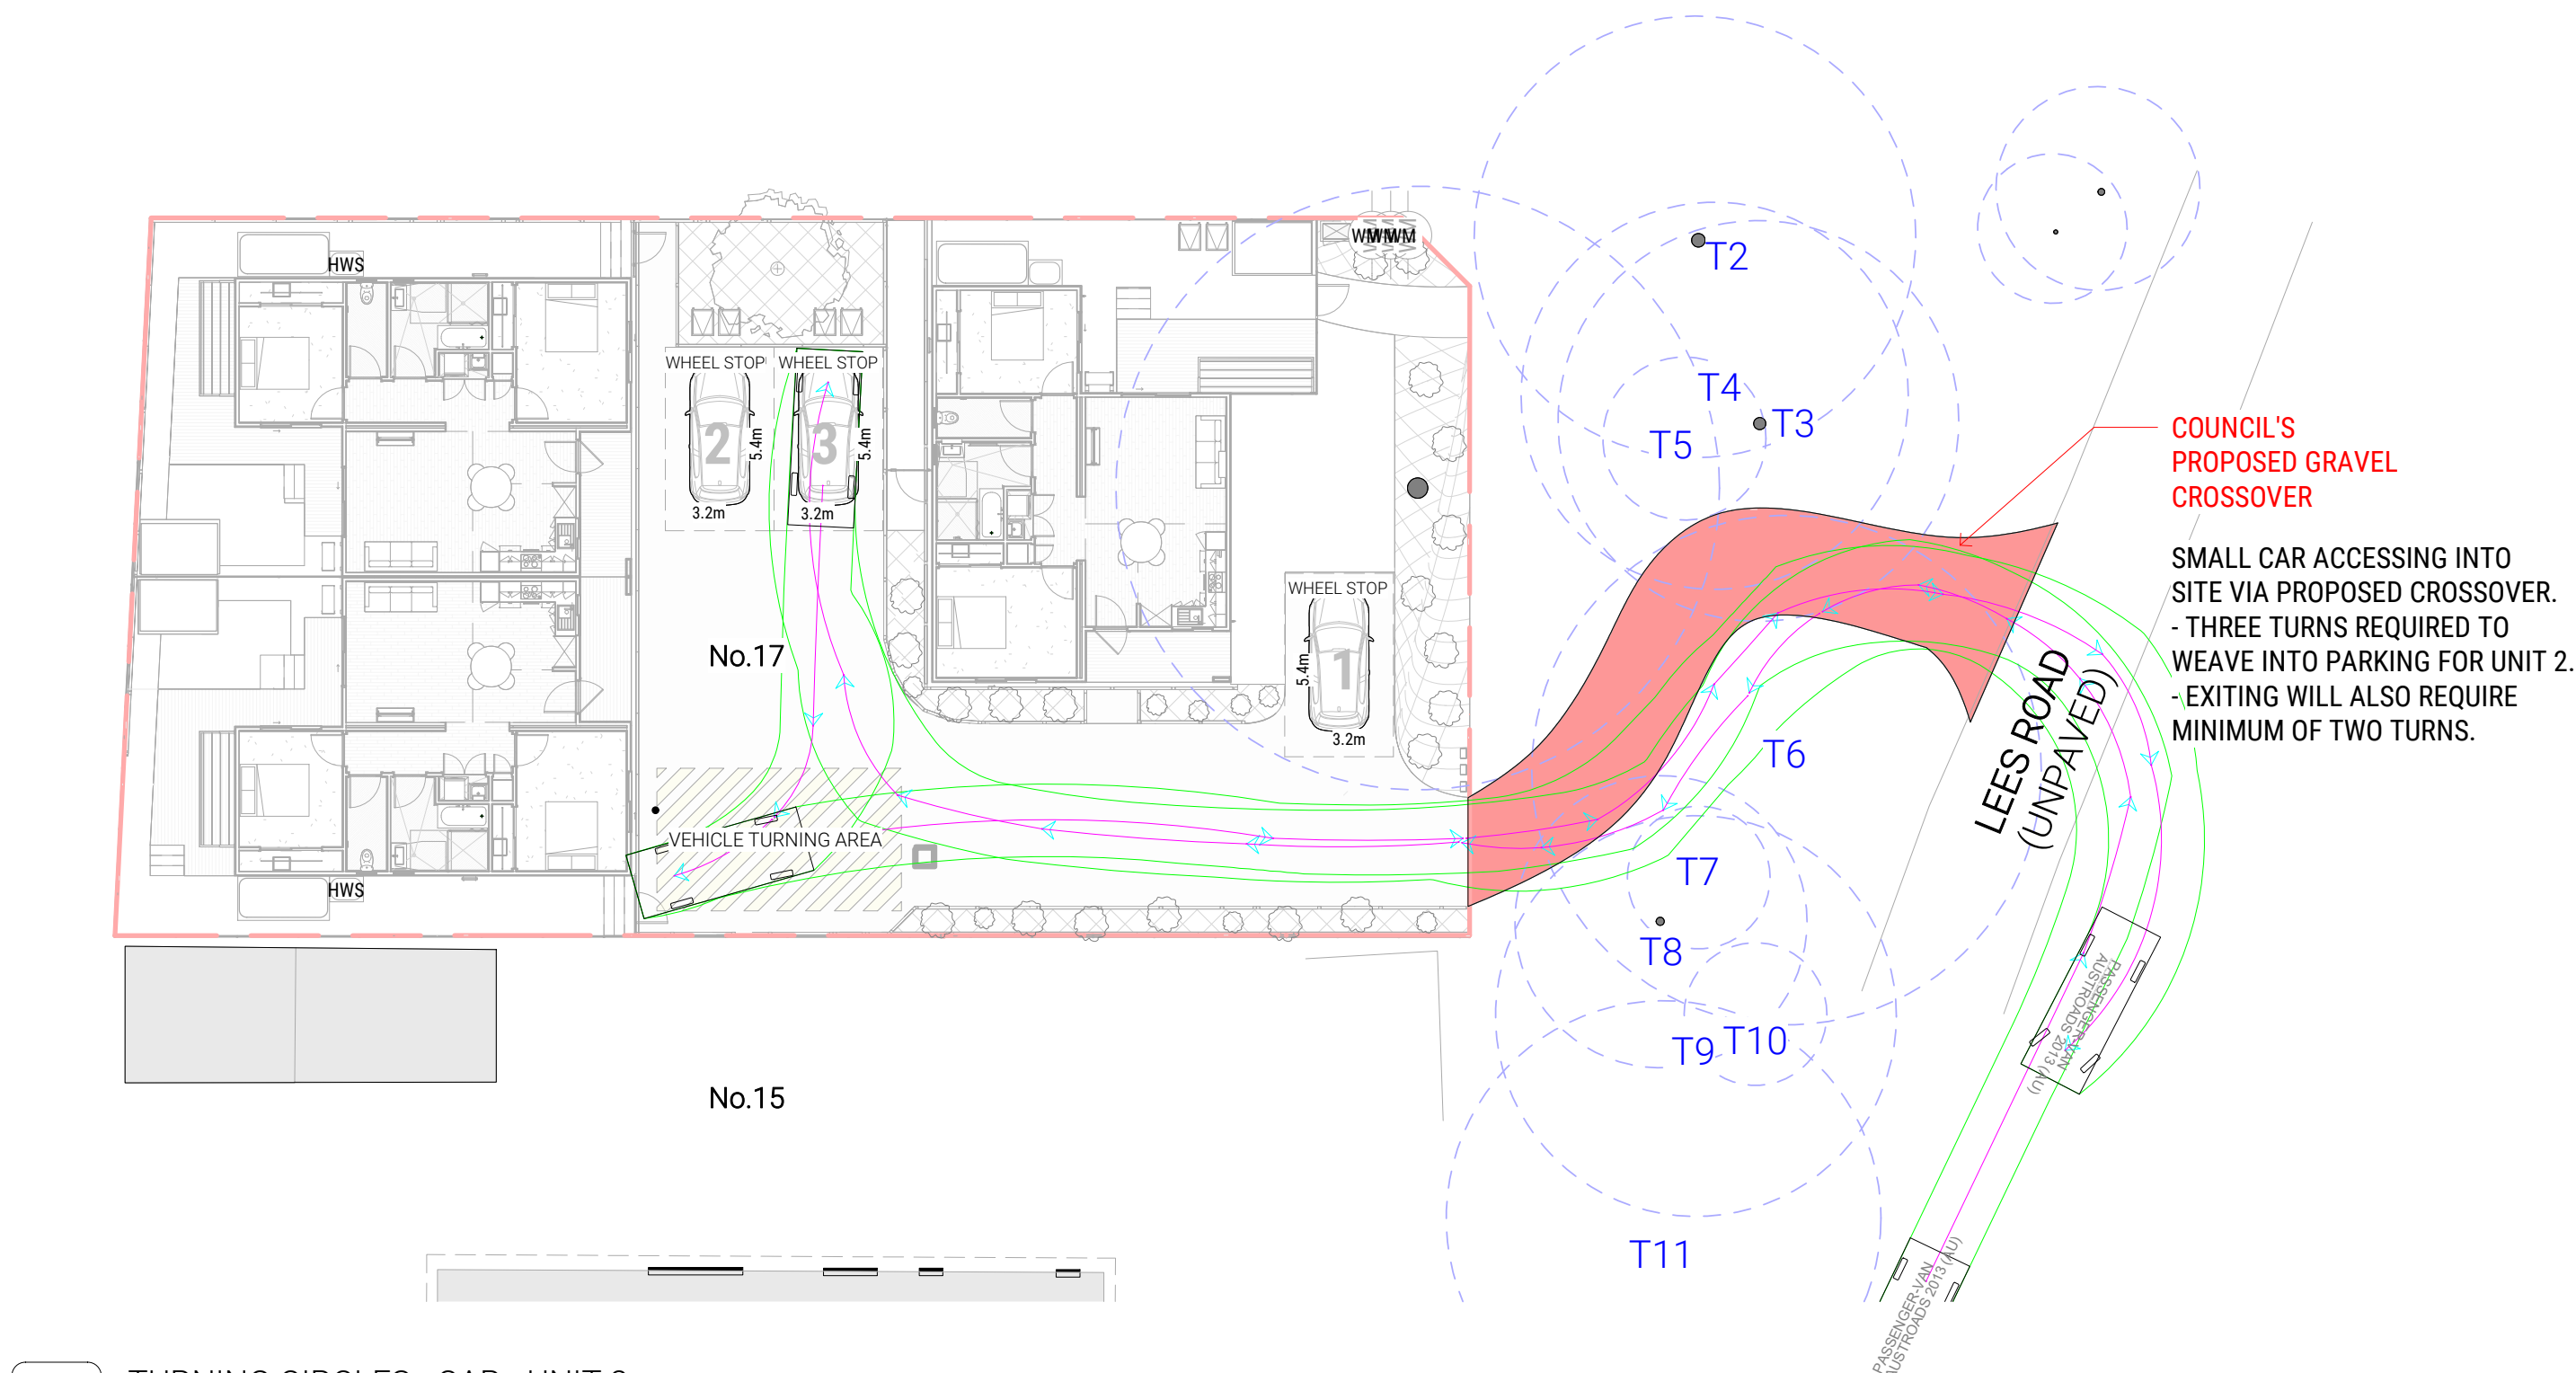 T2
WM
WM
WM
HWS
WHEEL STOP
WHEEL STOP
T4
T3
T5
2
5.4m
3
5.4m
3.2m
3.2m
COUNCIL'S
PROPOSED GRAVEL
CROSSOVER
SMALL CAR ACCESSING INTO
SITE VIA PROPOSED CROSSOVER.
- THREE TURNS REQUIRED TO
WEAVE INTO PARKING FOR UNIT 2.
- EXITING WILL ALSO REQUIRE
MINIMUM OF TWO TURNS.
WHEEL STOP
No.17
5.4m
1
3.2m
LEES ROAD
(UNPAVED)
T6
VEHICLE TURNING AREA
T7
HWS
T8
T9
T10
PASSENGER-VAN
AUSTROADS 2013 (AU)
No.15
T11
PASSENGER-VAN
AUSTROADS 2013 (AU)